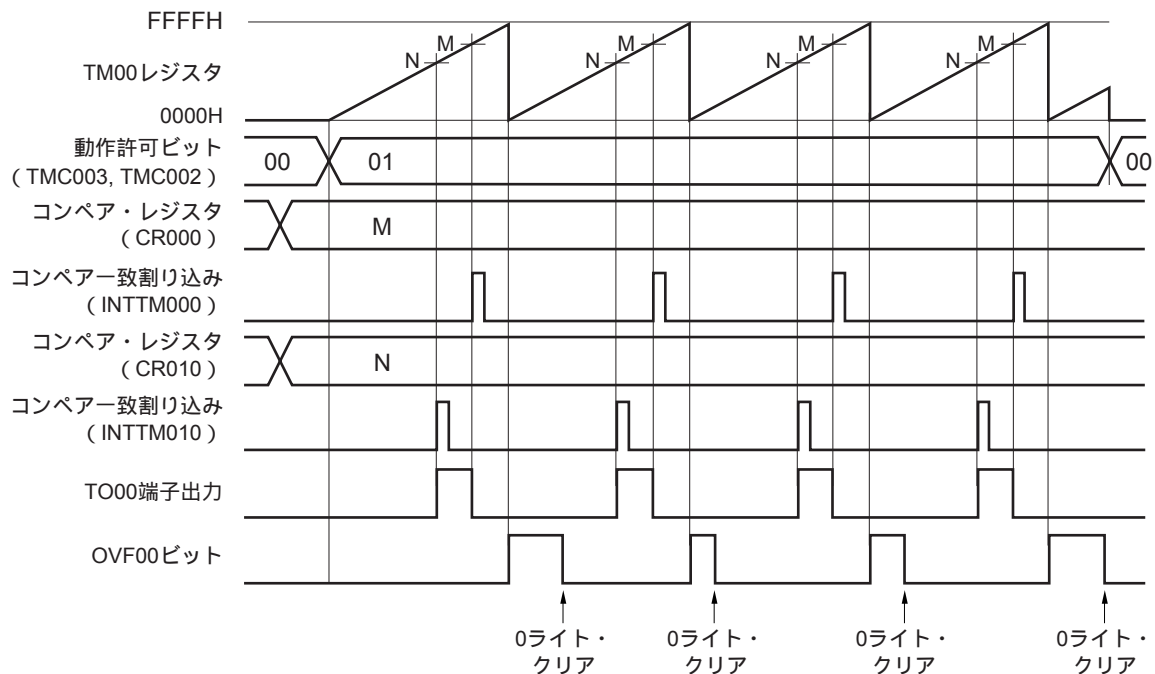 FFFFH
M M M M
N N N N
TM00レジスタ
0000H
動作許可ビット
（TMC003, TMC002）
00 01 00
コンペア・レジスタ
（CR000）
M
コンペア一致割り込み
（INTTM000）
コンペア・レジスタ
（CR010）
N
コンペア一致割り込み
（INTTM010）
TO00端子出力
OVF00ビット
0ライト・ 0ライト・ 0ライト・ 0ライト・
クリア クリア クリア クリア